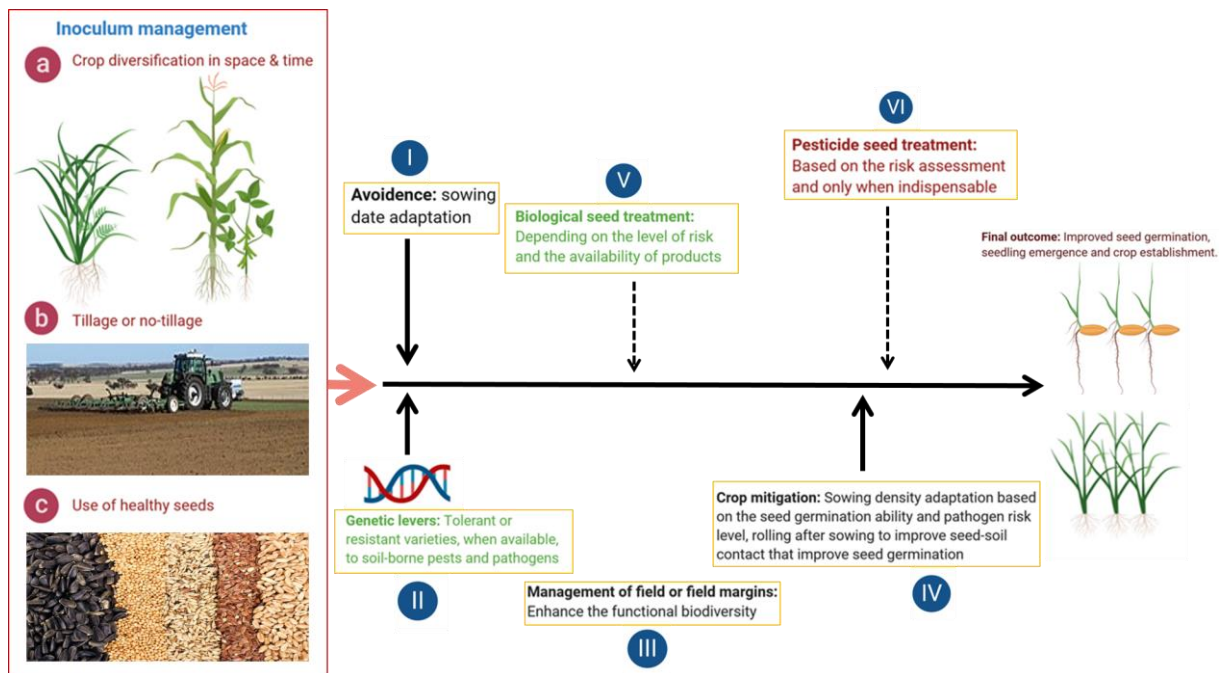 Inoculum management
a
Crop diversification in space & time
b
Tillage or no-tillage
c
Use of healthy seeds
I
Avoidence: sowing
date adaptation
II
Genetic levers: Tolerant or
resistant varieties, when available,
to soil-borne pests and pathogens
III
Management of field or field margins:
Enhance the functional biodiversity
IV
Crop mitigation: Sowing density adaptation based
on the seed germination ability and pathogen risk
level, rolling after sowing to improve seed-soil
contact that improve seed germination
V
Biological seed treatment:
Depending on the level of risk
and the availability of products
VI
Pesticide seed treatment:
Based on the risk assessment
and only when indispensable
Final outcome: Improved seed germination,
seedling emergence and crop establishment.